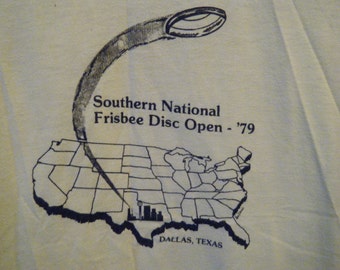 Southern National
Frisbee Disc Open - '79
DALLAS, TEXAS